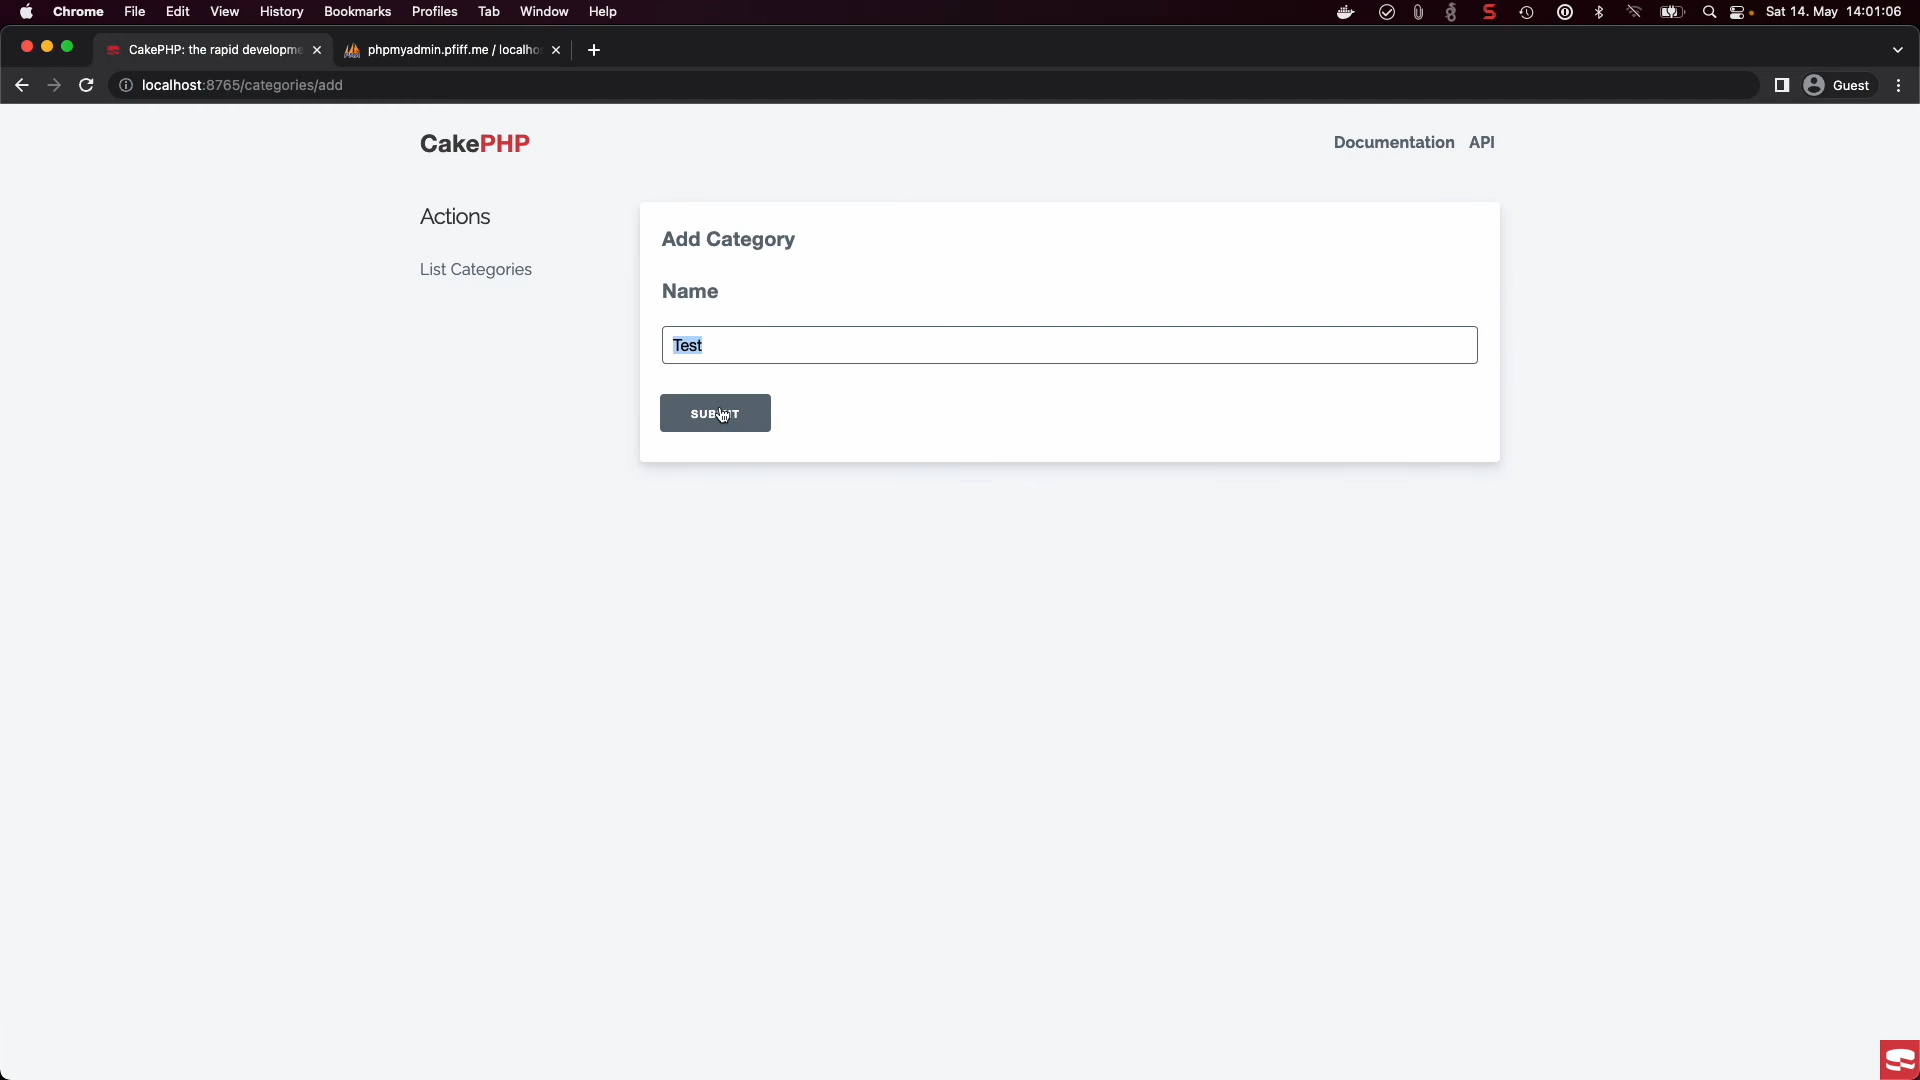 Chrome File Edit View History Bookmarks Profiles Tab Window Help Sat 14. May 14:01:06
CakePHP: the rapid developme phpmyadmin.pfiff.me / localho
localhost:8765/categories/add Guest
CakePHP Documentation API
Actions
List Categories
Add Category
Name
Test
SUBMIT